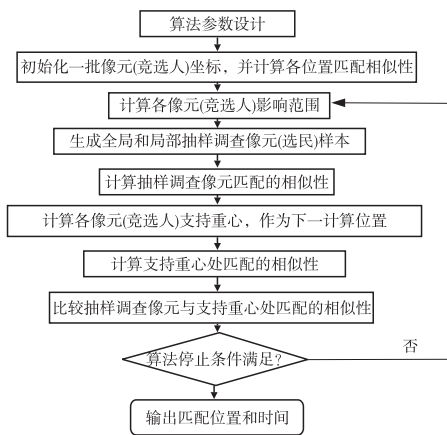 算法参数设计
初始化一批像元(竞选人)坐标，并计算各位置匹配相似性
计算各像元(竞选人)影响范围
生成全局和局部抽样调查像元(选民)样本
计算抽样调查像元匹配的相似性
计算各像元(竞选人)支持重心，作为下一计算位置
计算支持重心处匹配的相似性
比较抽样调查像元与支持重心处匹配的相似性
算法停止条件满足?
否
输出匹配位置和时间